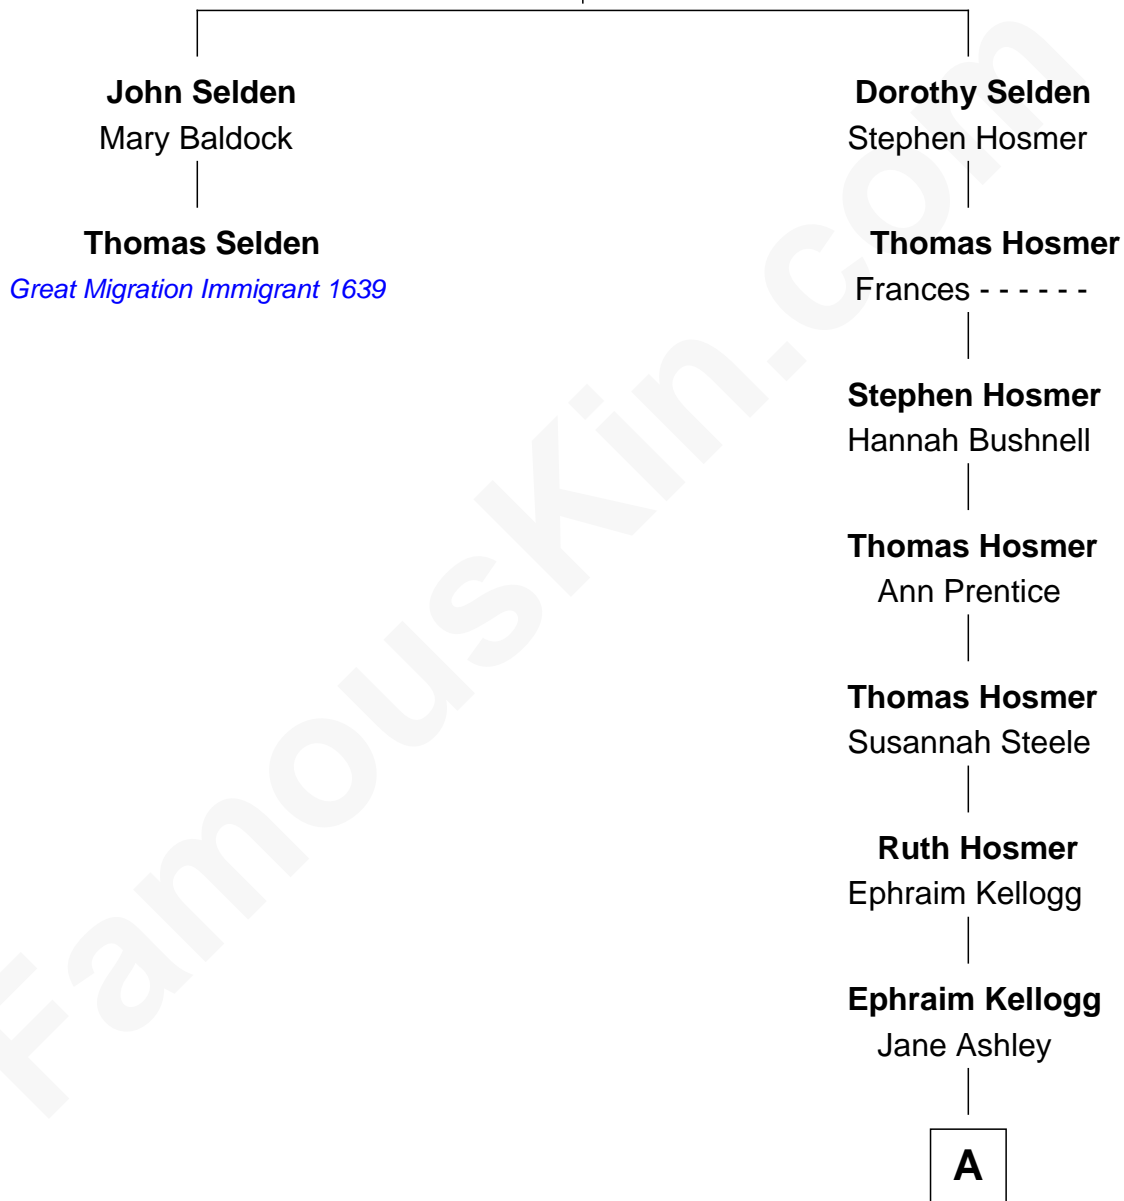 John Selden
Mary Baldock
Thomas Selden
Great Migration Immigrant 1639
Dorothy Selden
Stephen Hosmer
Thomas Hosmer
Frances - - - - - -
Stephen Hosmer
Hannah Bushnell
Thomas Hosmer
Ann Prentice
Thomas Hosmer
Susannah Steele
Ruth Hosmer
Ephraim Kellogg
Ephraim Kellogg
Jane Ashley
A
FamousKin.com